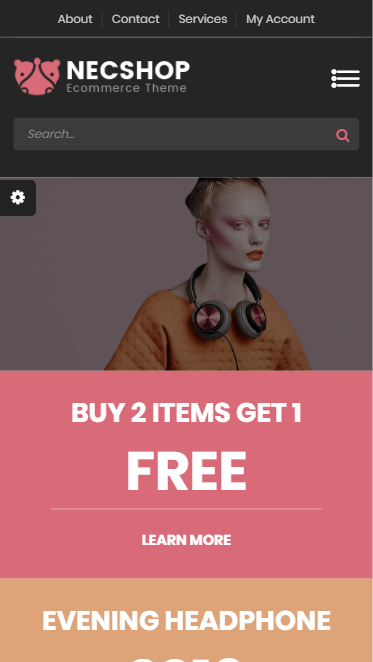 About Contact Services My Account
NECSHOP
Ecommerce Theme
Search...
BUY 2 ITEMS GET 1
FREE
LEARN MORE
EVENING HEADPHONE